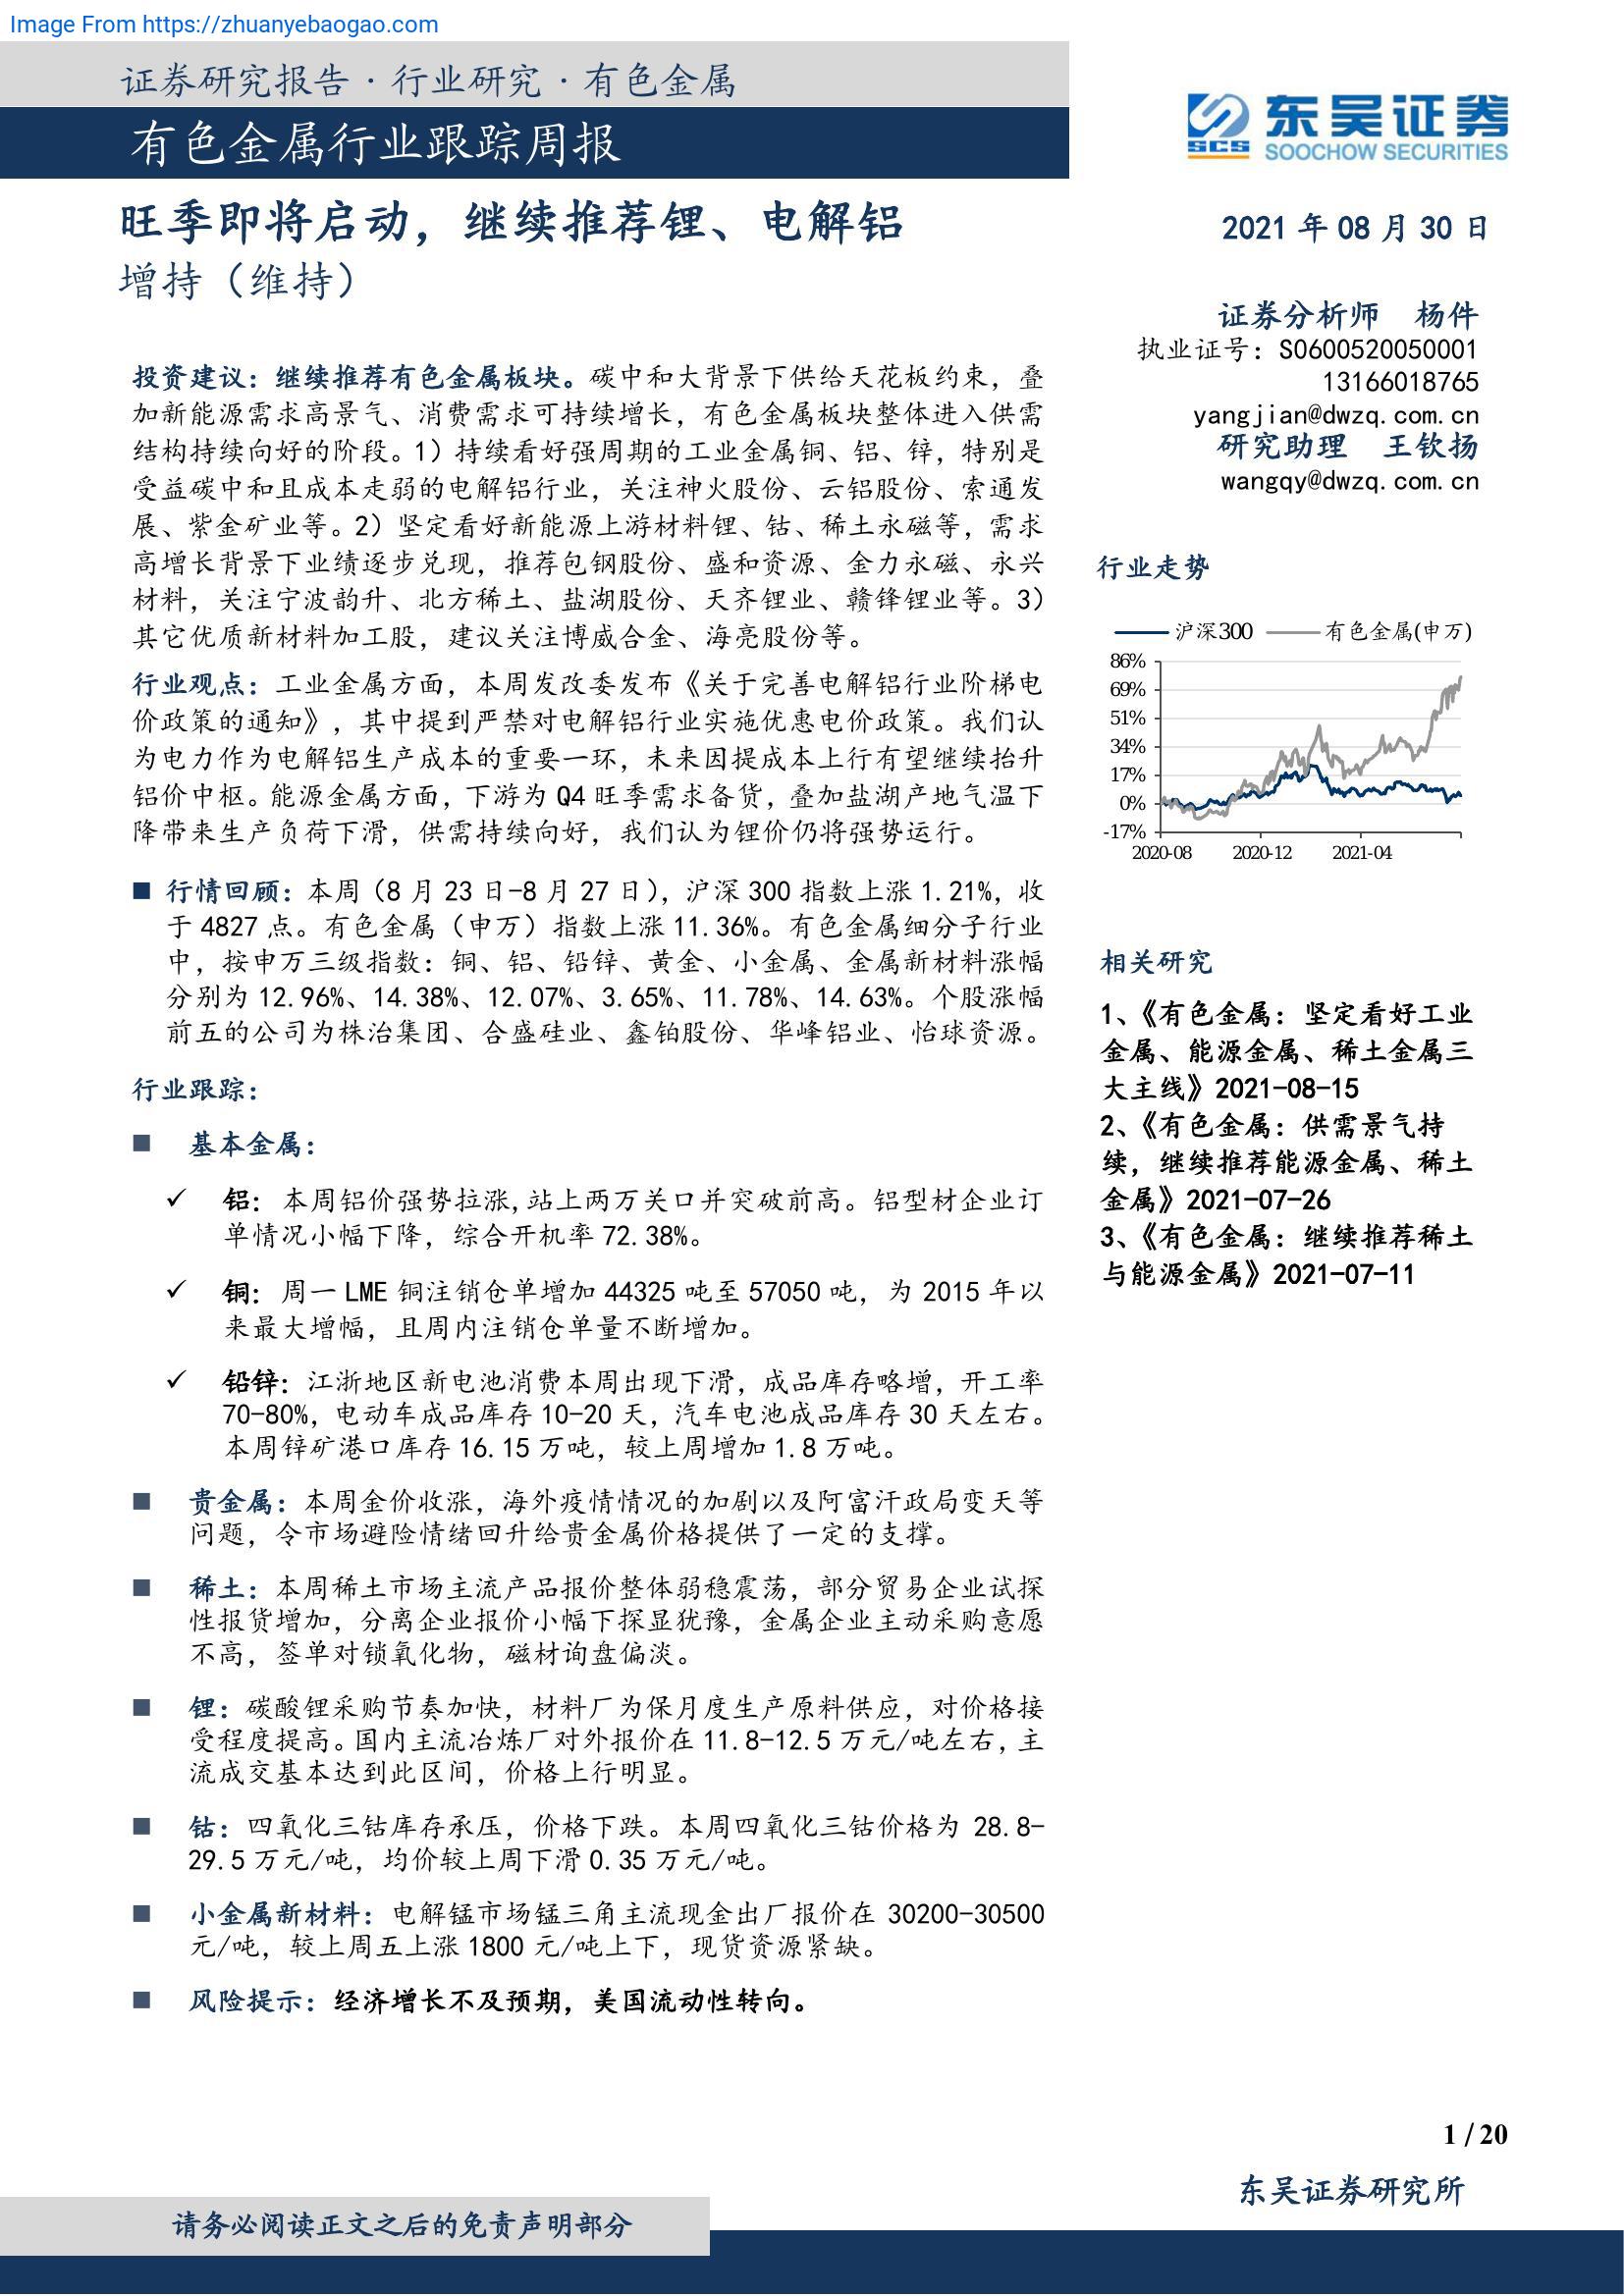 Image From https://zhuanyebaogao.com
证券研究报告·行业研究·有色金属
有色金属行业跟踪周报
东吴证券
SCS
SOOCHOW SECURITIES
旺季即将启动，继续推荐锂、电解铝
增持（维持）
投资建议：继续推荐有色金属板块。碳中和大背景下供给天花板约束，叠
加新能源需求高景气、消费需求可持续增长，有色金属板块整体进入供需
结构持续向好的阶段。1）持续看好强周期的工业金属铜、铝、锌，特别是
受益碳中和且成本走弱的电解铝行业，关注神火股份、云铝股份、索通发
展、紫金矿业等。2）坚定看好新能源上游材料锂、钴、稀土永磁等，需求
高增长背景下业绩逐步兑现，推荐包钢股份、盛和资源、金力永磁、永兴
材料，关注宁波韵升、北方稀土、盐湖股份、天齐锂业、赣锋锂业等。3）
其它优质新材料加工股，建议关注博威合金、海亮股份等。
行业观点：工业金属方面，本周发改委发布《关于完善电解铝行业阶梯电
价政策的通知》，其中提到严禁对电解铝行业实施优惠电价政策。我们认
为电力作为电解铝生产成本的重要一环，未来因提成本上行有望继续抬升
铝价中枢。能源金属方面，下游为 Q4 旺季需求备货，叠加盐湖产地气温下
降带来生产负荷下滑，供需持续向好，我们认为锂价仍将强势运行。
■ 行情回顾：本周（8 月 23 日-8 月 27 日），沪深 300 指数上涨 1.21%，收
于 4827 点。有色金属（申万）指数上涨 11.36%。有色金属细分子行业
中，按申万三级指数：铜、铝、铅锌、黄金、小金属、金属新材料涨幅
分别为 12.96%、14.38%、12.07%、3.65%、11.78%、14.63%。个股涨幅
前五的公司为株冶集团、合盛硅业、鑫铂股份、华峰铝业、怡球资源。
行业跟踪：
■ 基本金属：
✓ 铝：本周铝价强势拉涨,站上两万关口并突破前高。铝型材企业订
单情况小幅下降，综合开机率 72.38%。
✓ 铜：周一 LME 铜注销仓单增加 44325 吨至 57050 吨，为 2015 年以
来最大增幅，且周内注销仓单量不断增加。
✓ 铅锌：江浙地区新电池消费本周出现下滑，成品库存略增，开工率
70-80%，电动车成品库存 10-20 天，汽车电池成品库存 30 天左右。
本周锌矿港口库存 16.15 万吨，较上周增加 1.8 万吨。
■ 贵金属：本周金价收涨，海外疫情情况的加剧以及阿富汗政局变天等
问题，令市场避险情绪回升给贵金属价格提供了一定的支撑。
■ 稀土：本周稀土市场主流产品报价整体弱稳震荡，部分贸易企业试探
性报货增加，分离企业报价小幅下探显犹豫，金属企业主动采购意愿
不高，签单对锁氧化物，磁材询盘偏淡。
■ 锂：碳酸锂采购节奏加快，材料厂为保月度生产原料供应，对价格接
受程度提高。国内主流冶炼厂对外报价在 11.8-12.5 万元/吨左右,主
流成交基本达到此区间，价格上行明显。
■ 钴：四氧化三钴库存承压，价格下跌。本周四氧化三钴价格为 28.8-
29.5 万元/吨，均价较上周下滑 0.35 万元/吨。
■ 小金属新材料：电解锰市场锰三角主流现金出厂报价在 30200-30500
元/吨，较上周五上涨 1800 元/吨上下，现货资源紧缺。
■ 风险提示：经济增长不及预期，美国流动性转向。
2021 年 08 月 30 日
证券分析师 杨件
执业证号：S0600520050001
13166018765
yangjian@dwzq.com.cn
研究助理 王钦扬
wangqy@dwzq.com.cn
行业走势
沪深300 有色金属(申万)
86%
69%
51%
34%
17%
0%
-17%
2020-08 2020-12 2021-04
相关研究
1、《有色金属：坚定看好工业
金属、能源金属、稀土金属三
大主线》2021-08-15
2、《有色金属：供需景气持
续，继续推荐能源金属、稀土
金属》2021-07-26
3、《有色金属：继续推荐稀土
与能源金属》2021-07-11
1 / 20
东吴证券研究所
请务必阅读正文之后的免责声明部分